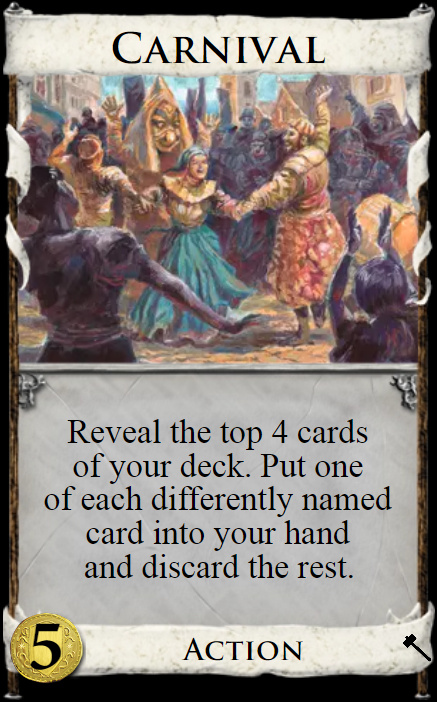 CARNIVAL
Reveal the top 4 cards
of your deck. Put one
of each differently named
card into your hand
and discard the rest.
5 ACTION